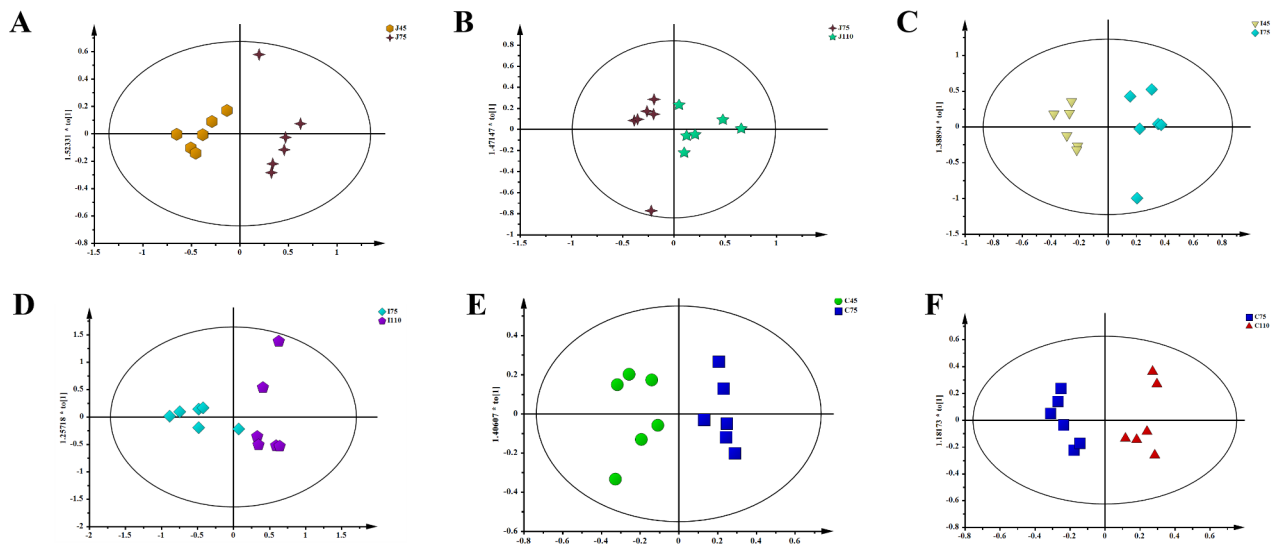 A
J45
J75
1.52331 * to[1]
0.6
0.4
0.2
0
-0.2
-0.4
-0.6
-0.8
-1.5 -1 -0.5 0 0.5 1
B
J75
J110
1.47147 * to[1]
0.8
0.6
0.4
0.2
0
-0.2
-0.4
-0.6
-0.8
-1
-1.5 -1 -0.5 0 0.5 1
C
I45
I75
1.38894 * to[1]
1
0.5
0
-0.5
-1
-1.5
-1 -0.8 -0.6 -0.4 -0.2 0 0.2 0.4 0.6 0.8
D
I75
I110
1.25718 * to[1]
1.5
1
0.5
0
-0.5
-1
-1.5
-2
-2 -1.5 -1 -0.5 0 0.5 1 1.5
E
C45
C75
1.40607 * to[1]
0.4
0.2
0
-0.2
-0.4
-0.6
-0.8 -0.6 -0.4 -0.2 0 0.2 0.4 0.6
F
C75
C110
1.18173 * to[1]
0.6
0.4
0.2
0
-0.2
-0.4
-0.6
-0.8
-0.8 -0.6 -0.4 -0.2 0 0.2 0.4 0.6